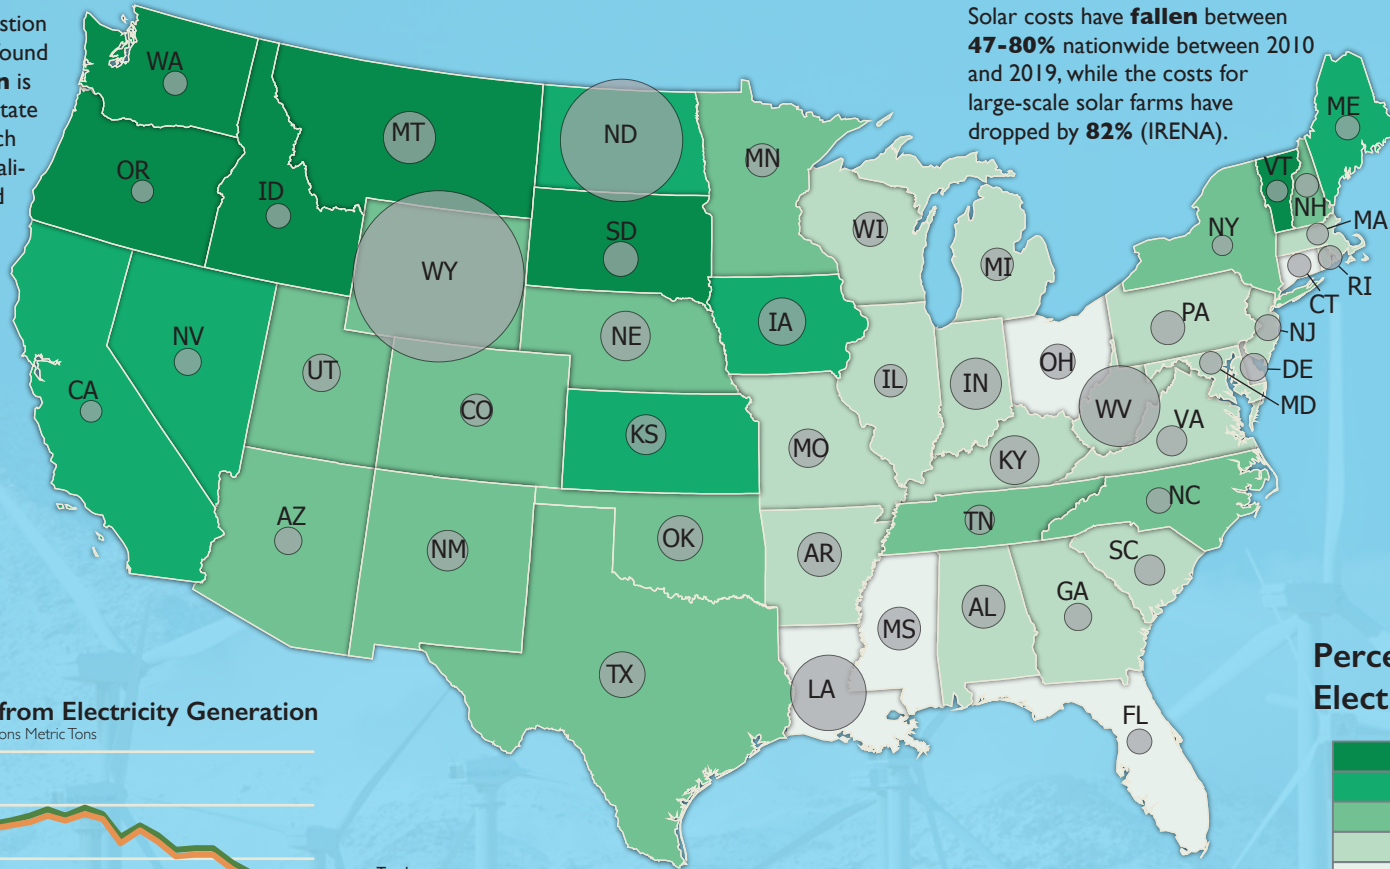 stion
ound
n is
tate
ch
ali-
d
Solar costs have fallen between
47-80% nationwide between 2010
and 2019, while the costs for
large-scale solar farms have
dropped by 82% (IRENA).
WA
MT
ND
MN
ME
OR
ID
VT
NH
MA
SD
WI
NY
WY
MI
RI
CT
NV
IA
NE
PA
NJ
UT
OH
DE
CA
CO
IL
IN
MD
WV
VA
KS
MO
KY
AZ
NC
TN
NM
OK
AR
SC
GA
AL
MS
TX
LA
FL
Perce
Elect
from Electricity Generation
ons Metric Tons